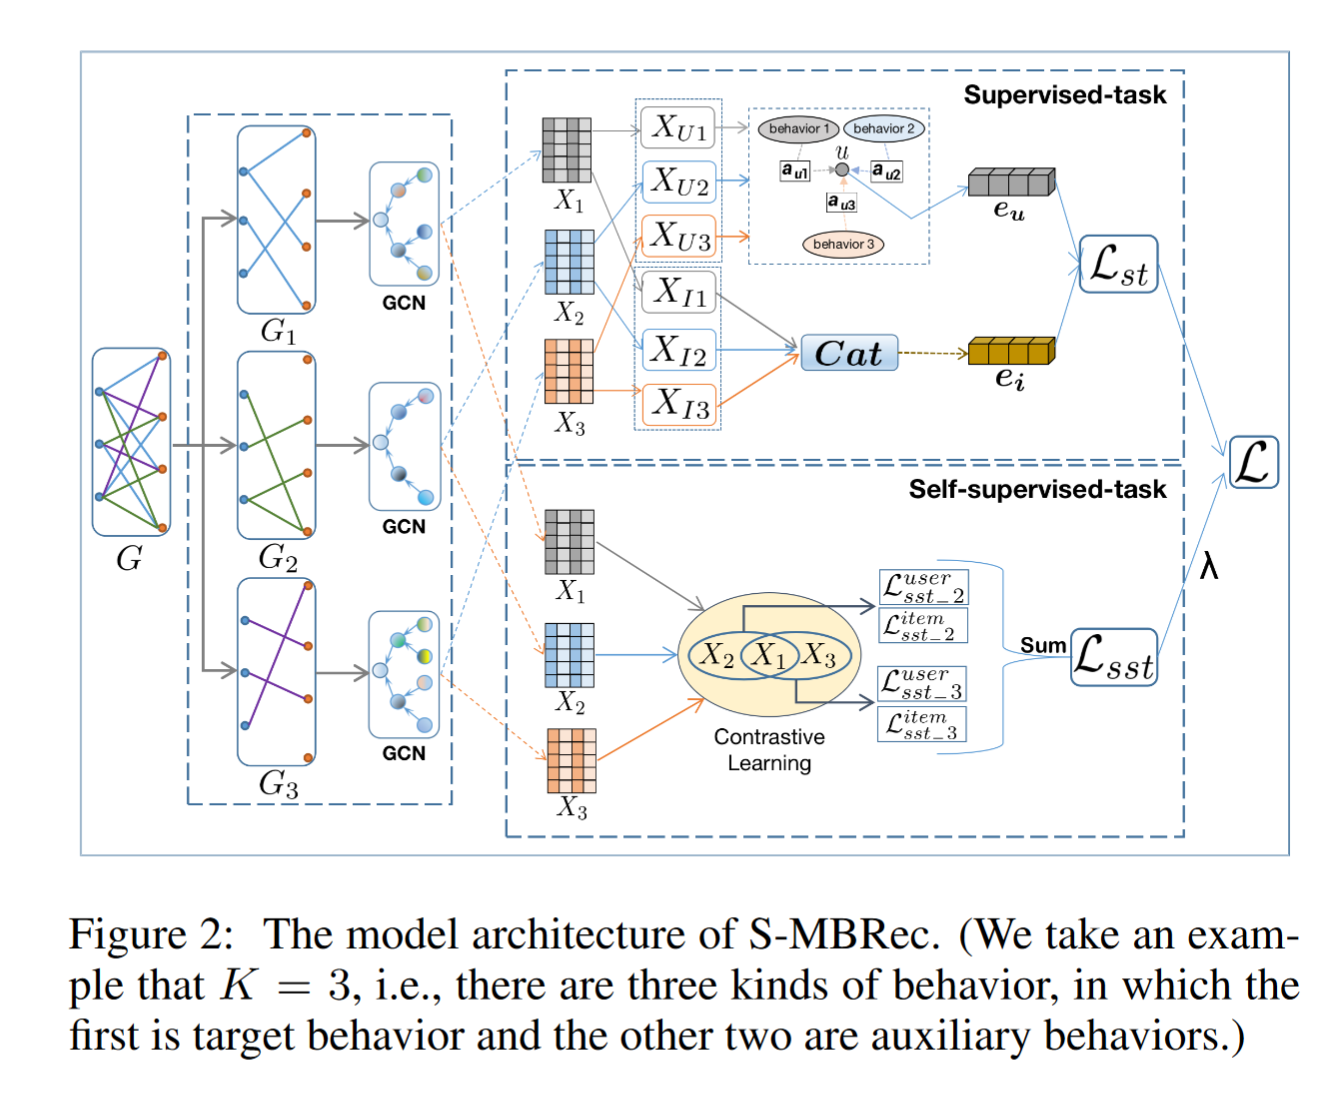 Supervised-task
X_1
X_2
X_3
X_{U1}
X_{U2}
X_{U3}
X_{I1}
X_{I2}
X_{I3}
behavior 1
behavior 2
u
a_{u1}
a_{u2}
a_{u3}
behavior 3
e_u
Cat
e_i
\mathcal{L}_{st}
G
G_1
GCN
G_2
GCN
G_3
GCN
Self-supervised-task
X_1
X_2
X_3
X_2 X_1 X_3
Contrastive
Learning
\mathcal{L}_{sst\_2}^{user}
\mathcal{L}_{sst\_2}^{item}
\mathcal{L}_{sst\_3}^{user}
\mathcal{L}_{sst\_3}^{item}
Sum
\mathcal{L}_{sst}
λ
\mathcal{L}
Figure 2: The model architecture of S-MBRec. (We take an exam-
ple that K = 3, i.e., there are three kinds of behavior, in which the
first is target behavior and the other two are auxiliary behaviors.)